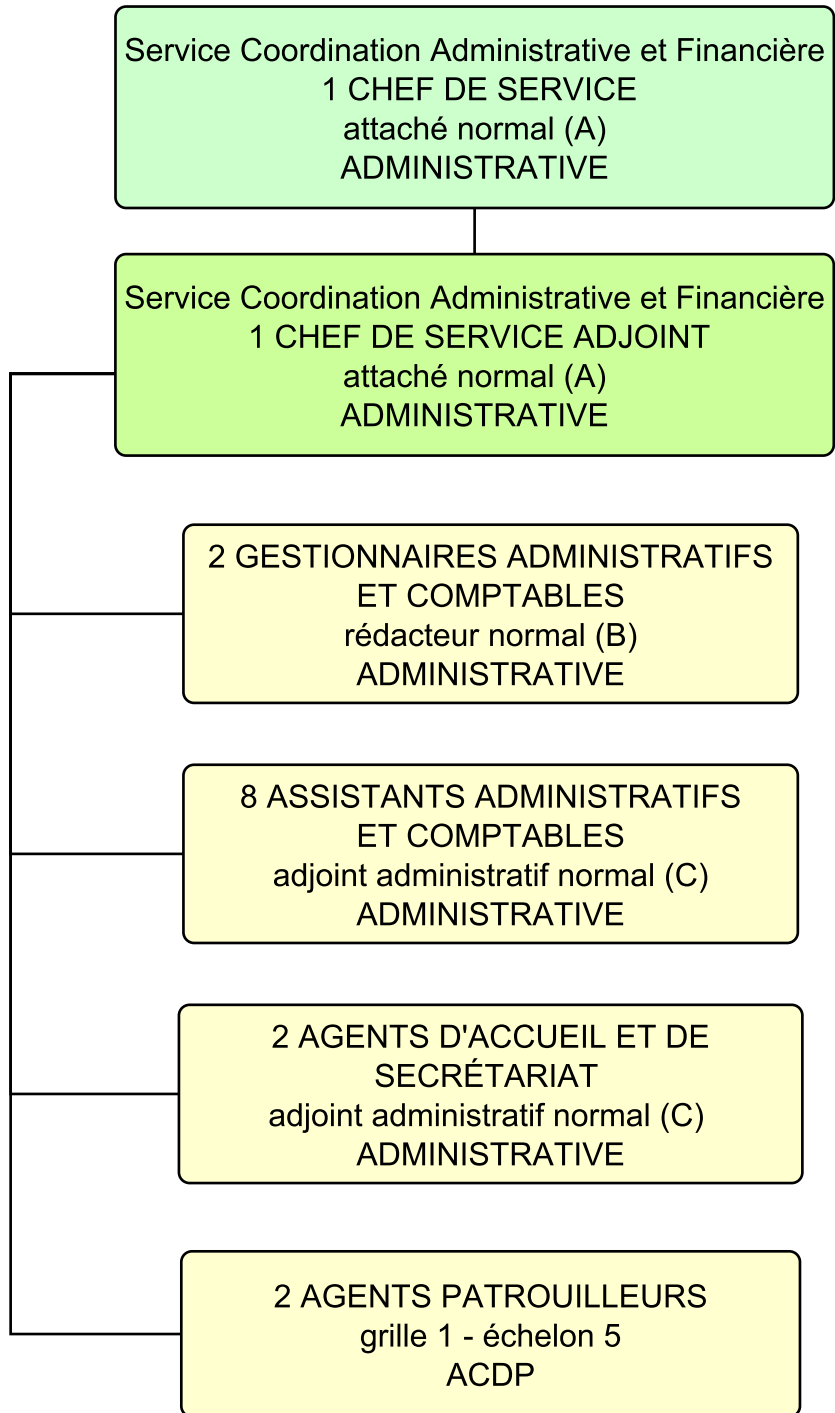 Service Coordination Administrative et Financière
1 CHEF DE SERVICE
attaché normal (A)
ADMINISTRATIVE
Service Coordination Administrative et Financière
1 CHEF DE SERVICE ADJOINT
attaché normal (A)
ADMINISTRATIVE
2 GESTIONNAIRES ADMINISTRATIFS
ET COMPTABLES
rédacteur normal (B)
ADMINISTRATIVE
8 ASSISTANTS ADMINISTRATIFS
ET COMPTABLES
adjoint administratif normal (C)
ADMINISTRATIVE
2 AGENTS D'ACCUEIL ET DE
SECRÉTARIAT
adjoint administratif normal (C)
ADMINISTRATIVE
2 AGENTS PATROUILLEURS
grille 1 - échelon 5
ACDP